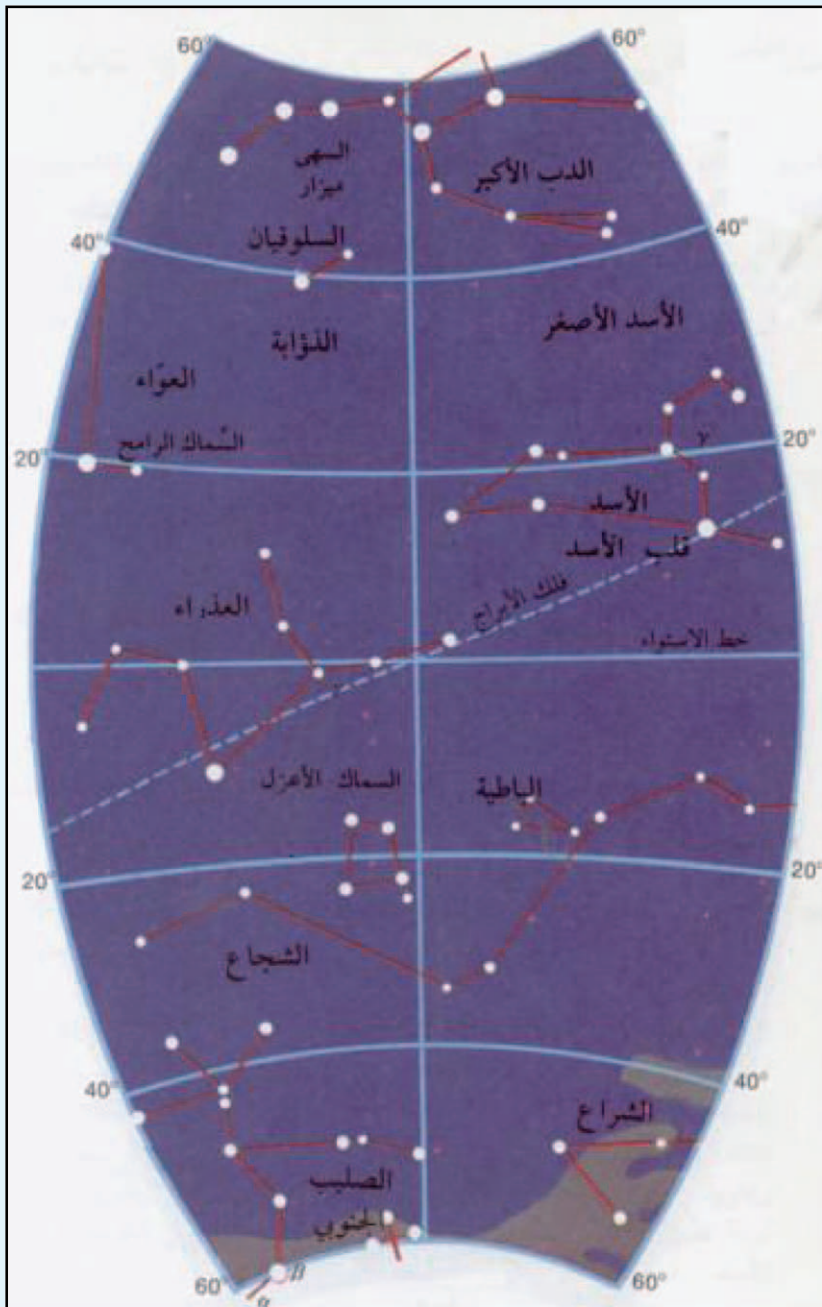 60°
60°
السهى
ميزار
الدب الأكبر
40°
السلوقيان
40°
الذؤابة
الأسد الأصغر
العوّاء
السِّماك الرامح
20°
γ
20°
الأسد
قلب الأسد
العذراء
فلك الأبراج
خط الاستواء
γ
السماك الأعزل
الباطية
20°
20°
الشجاع
40°
40°
الشراع
الصليب
الجنوبي
60°
β
α
60°